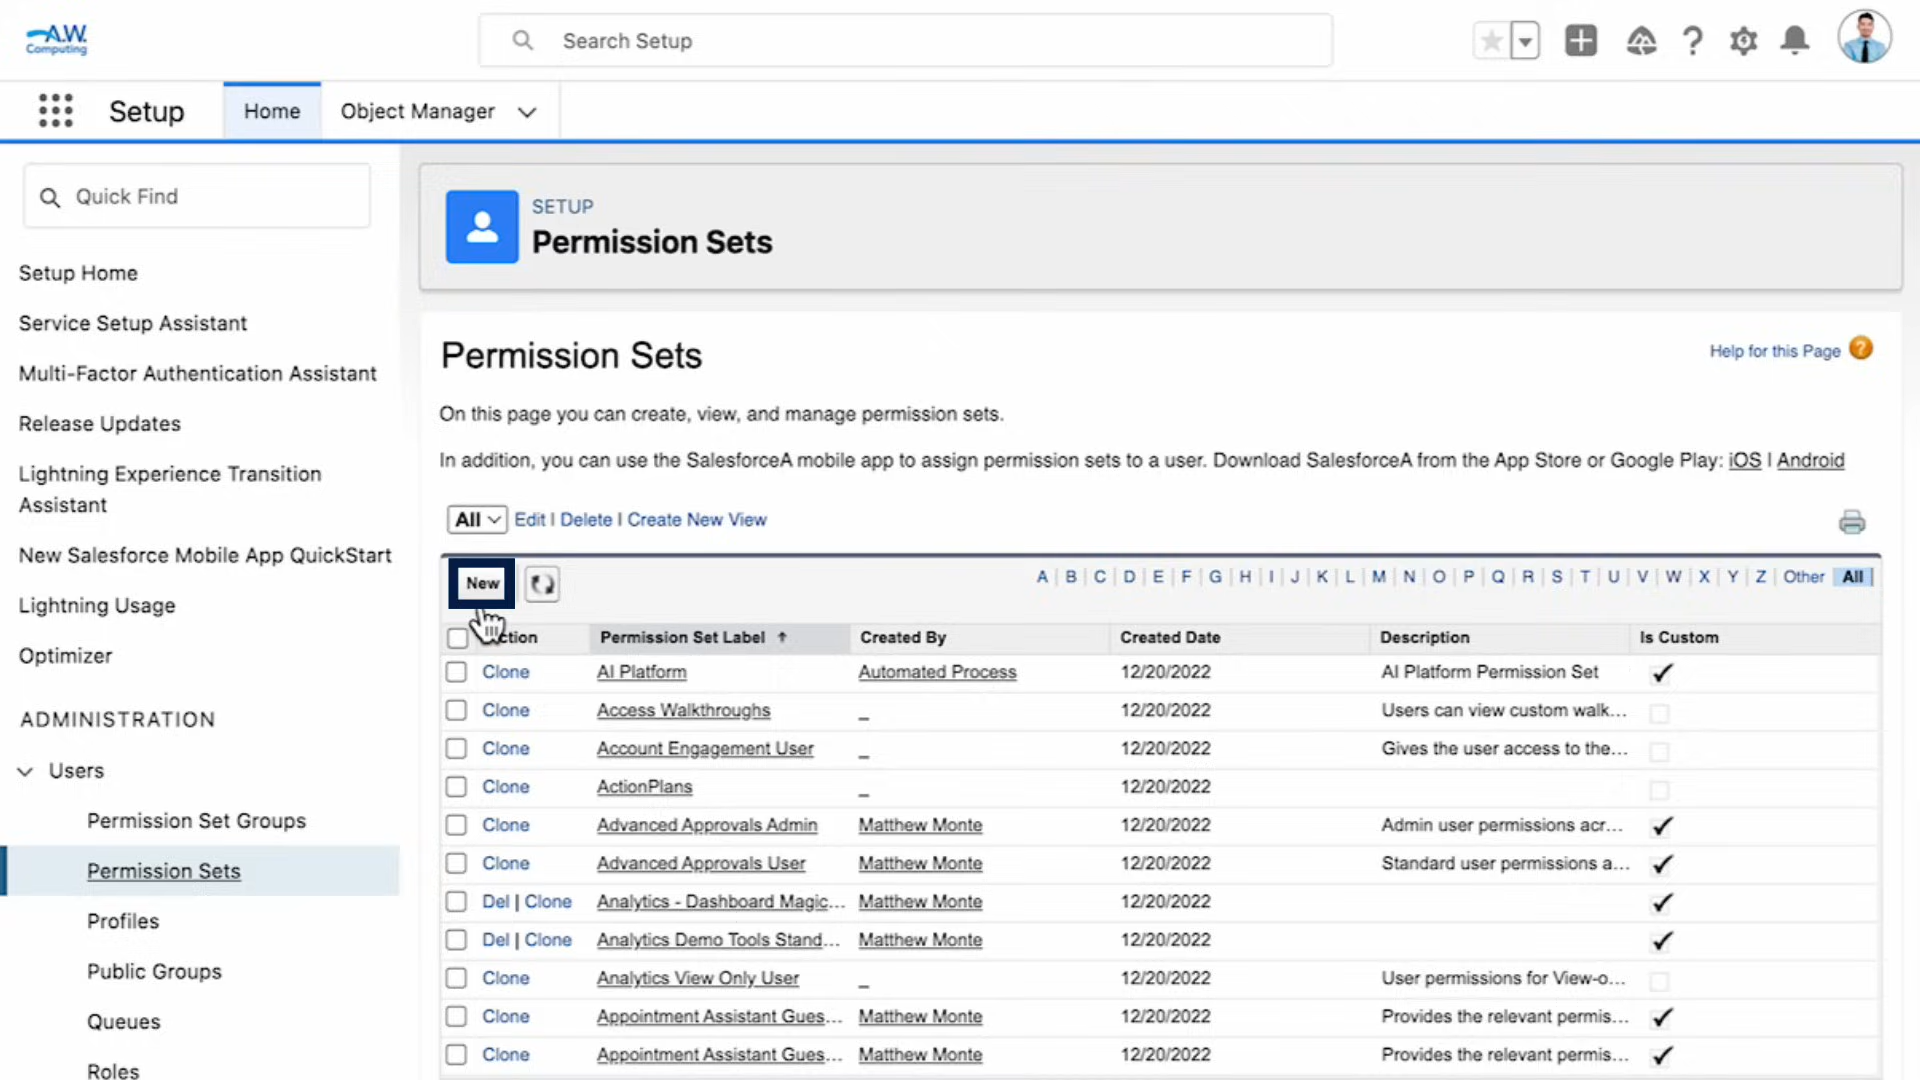 A.W.
Computing
Search Setup
Setup
Home
Object Manager
Quick Find
Setup Home
Service Setup Assistant
Multi-Factor Authentication Assistant
Release Updates
Lightning Experience Transition
Assistant
New Salesforce Mobile App QuickStart
Lightning Usage
Optimizer
ADMINISTRATION
Users
Permission Set Groups
Permission Sets
Profiles
Public Groups
Queues
Roles
SETUP
Permission Sets
Permission Sets
Help for this Page ?
On this page you can create, view, and manage permission sets.
In addition, you can use the SalesforceA mobile app to assign permission sets to a user. Download SalesforceA from the App Store or Google Play: iOS | Android
All Edit | Delete | Create New View
New
A | B | C | D | E | F | G | H | I | J | K | L | M | N | O | P | Q | R | S | T | U | V | W | X | Y | Z | Other | All
ction Permission Set Label ↑ Created By Created Date Description Is Custom
Clone AI Platform Automated Process 12/20/2022 AI Platform Permission Set ✓
Clone Access Walkthroughs _ 12/20/2022 Users can view custom walk...
Clone Account Engagement User _ 12/20/2022 Gives the user access to the...
Clone ActionPlans _ 12/20/2022
Clone Advanced Approvals Admin Matthew Monte 12/20/2022 Admin user permissions acr... ✓
Clone Advanced Approvals User Matthew Monte 12/20/2022 Standard user permissions a... ✓
Del | Clone Analytics - Dashboard Magic... Matthew Monte 12/20/2022 ✓
Del | Clone Analytics Demo Tools Stand... Matthew Monte 12/20/2022 ✓
Clone Analytics View Only User _ 12/20/2022 User permissions for View-o...
Clone Appointment Assistant Gues... Matthew Monte 12/20/2022 Provides the relevant permis... ✓
Clone Appointment Assistant Gues... Matthew Monte 12/20/2022 Provides the relevant permis... ✓